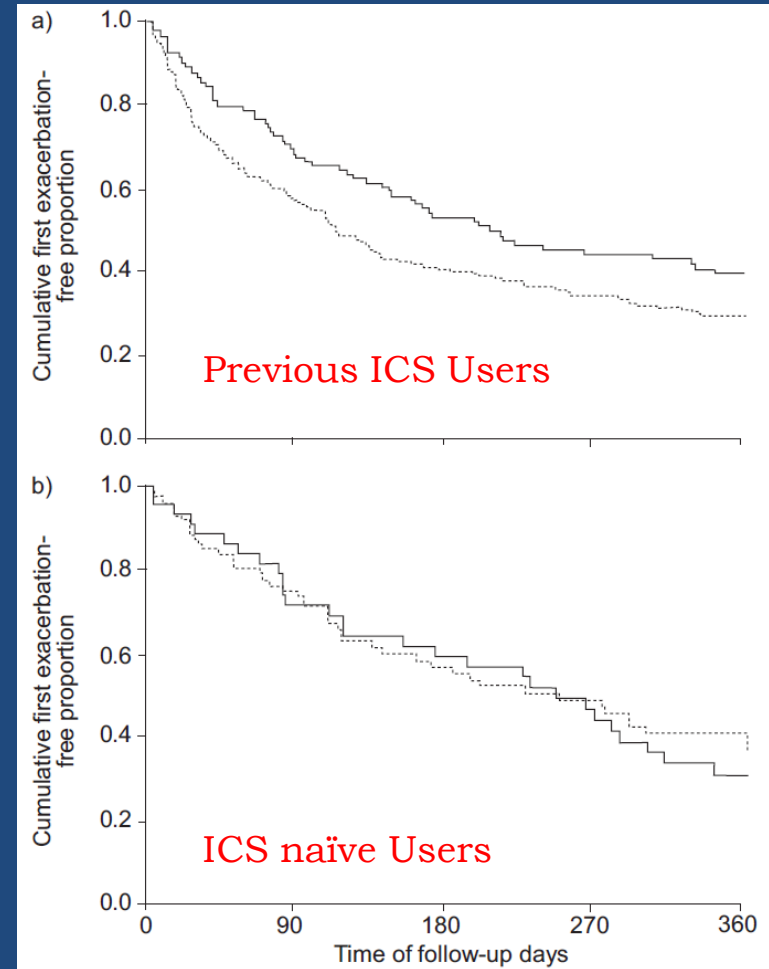 a)
1.0
0.8
0.6
0.4
0.2
0.0
Cumulative first exacerbation-
free proportion
Previous ICS Users
b)
1.0
0.8
0.6
0.4
0.2
0.0
Cumulative first exacerbation-
free proportion
ICS naïve Users
0 90 180 270 360
Time of follow-up days